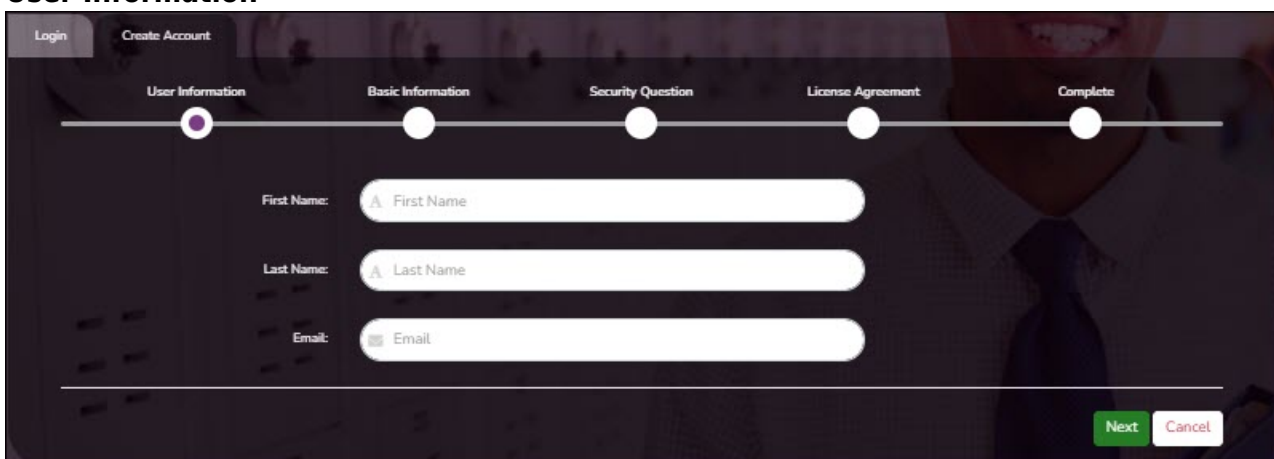 User Information
Login Create Account
User Information Basic Information Security Question License Agreement Complete
First Name: First Name
Last Name: Last Name
Email: Email
Next Cancel